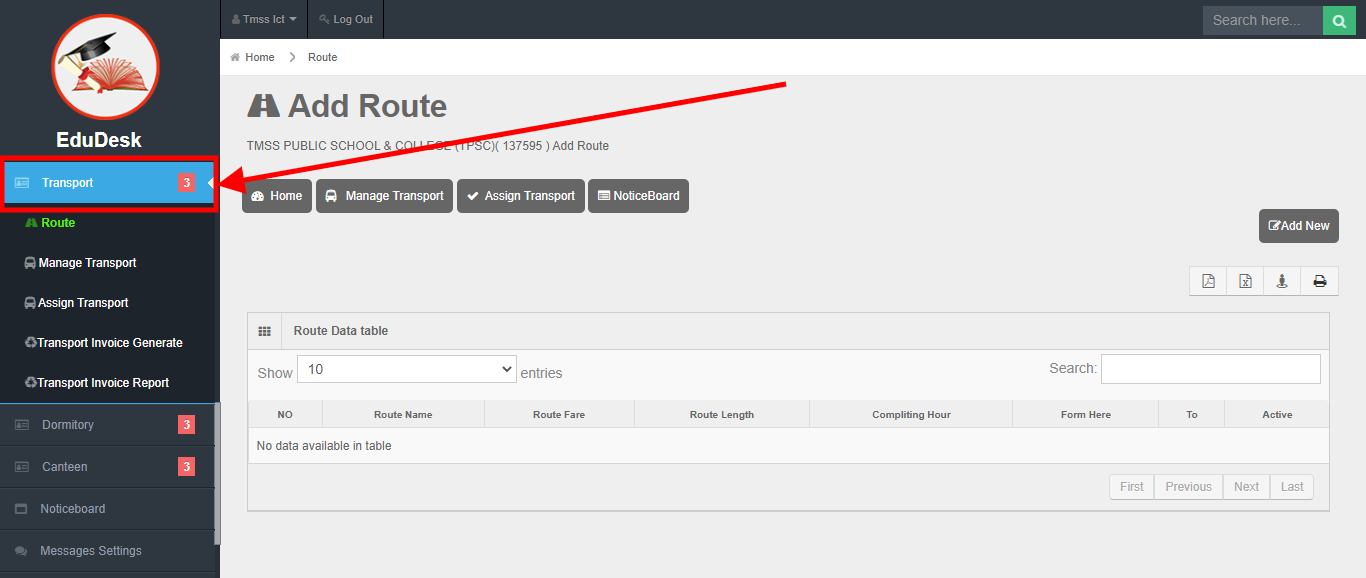 Tmss Ict
Log Out
Search here...
Home
Route
EduDesk
Transport 3
Route
Manage Transport
Assign Transport
Transport Invoice Generate
Transport Invoice Report
Dormitory 3
Canteen 3
Noticeboard
Messages Settings
Add Route
TMSS PUBLIC SCHOOL & COLLEGE (TPSC)( 137595 ) Add Route
Home
Manage Transport
Assign Transport
NoticeBoard
Add New
Route Data table
Show 10 entries
Search:
NO Route Name Route Fare Route Length Compliting Hour Form Here To Active
No data available in table
First Previous Next Last